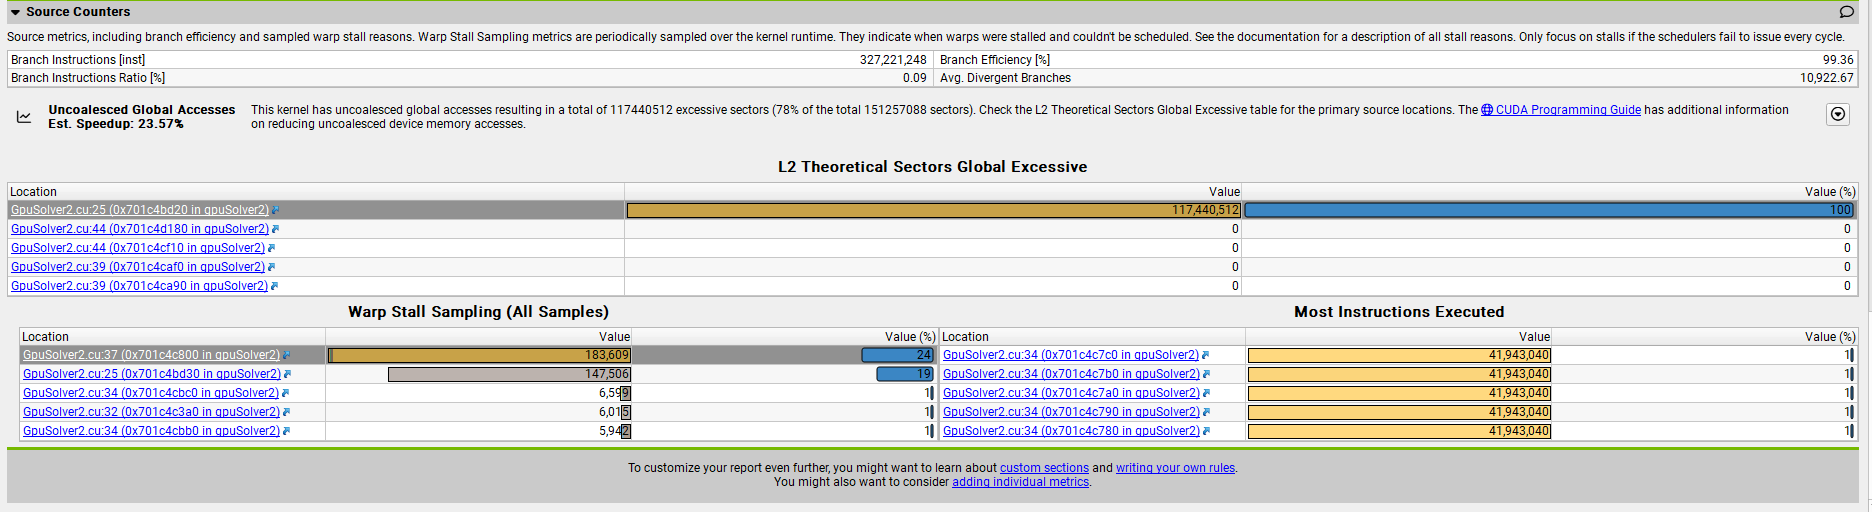 Source Counters
Source metrics, including branch efficiency and sampled warp stall reasons. Warp Stall Sampling metrics are periodically sampled over the kernel runtime. They indicate when warps were stalled and couldn't be scheduled. See the documentation for a description of all stall reasons. Only focus on stalls if the schedulers fail to issue every cycle.
Branch Instructions [inst] 327,221,248 Branch Efficiency [%] 99.36
Branch Instructions Ratio [%] 0.09 Avg. Divergent Branches 10,922.67
Uncoalesced Global Accesses
Est. Speedup: 23.57%
This kernel has uncoalesced global accesses resulting in a total of 117440512 excessive sectors (78% of the total 151257088 sectors). Check the L2 Theoretical Sectors Global Excessive table for the primary source locations. The CUDA Programming Guide has additional information
on reducing uncoalesced device memory accesses.
L2 Theoretical Sectors Global Excessive
Location Value Value (%)
GpuSolver2.cu:25 (0x701c4bd20 in gpuSolver2) 117,440,512 100
GpuSolver2.cu:44 (0x701c4d180 in gpuSolver2) 0 0
GpuSolver2.cu:44 (0x701c4cf10 in gpuSolver2) 0 0
GpuSolver2.cu:39 (0x701c4caf0 in gpuSolver2) 0 0
GpuSolver2.cu:39 (0x701c4ca90 in gpuSolver2) 0 0
Warp Stall Sampling (All Samples)
Location Value Value (%)
GpuSolver2.cu:37 (0x701c4c800 in gpuSolver2) 183,609 24
GpuSolver2.cu:25 (0x701c4bd30 in gpuSolver2) 147,506 19
GpuSolver2.cu:34 (0x701c4cbc0 in gpuSolver2) 6,599 1
GpuSolver2.cu:32 (0x701c4c3a0 in gpuSolver2) 6,015 1
GpuSolver2.cu:34 (0x701c4cbb0 in gpuSolver2) 5,942 1
Most Instructions Executed
Location Value Value (%)
GpuSolver2.cu:34 (0x701c4c7c0 in gpuSolver2) 41,943,040 1
GpuSolver2.cu:34 (0x701c4c7b0 in gpuSolver2) 41,943,040 1
GpuSolver2.cu:34 (0x701c4c7a0 in gpuSolver2) 41,943,040 1
GpuSolver2.cu:34 (0x701c4c790 in gpuSolver2) 41,943,040 1
GpuSolver2.cu:34 (0x701c4c780 in gpuSolver2) 41,943,040 1
To customize your report even further, you might want to learn about custom sections and writing your own rules.
You might also want to consider adding individual metrics.